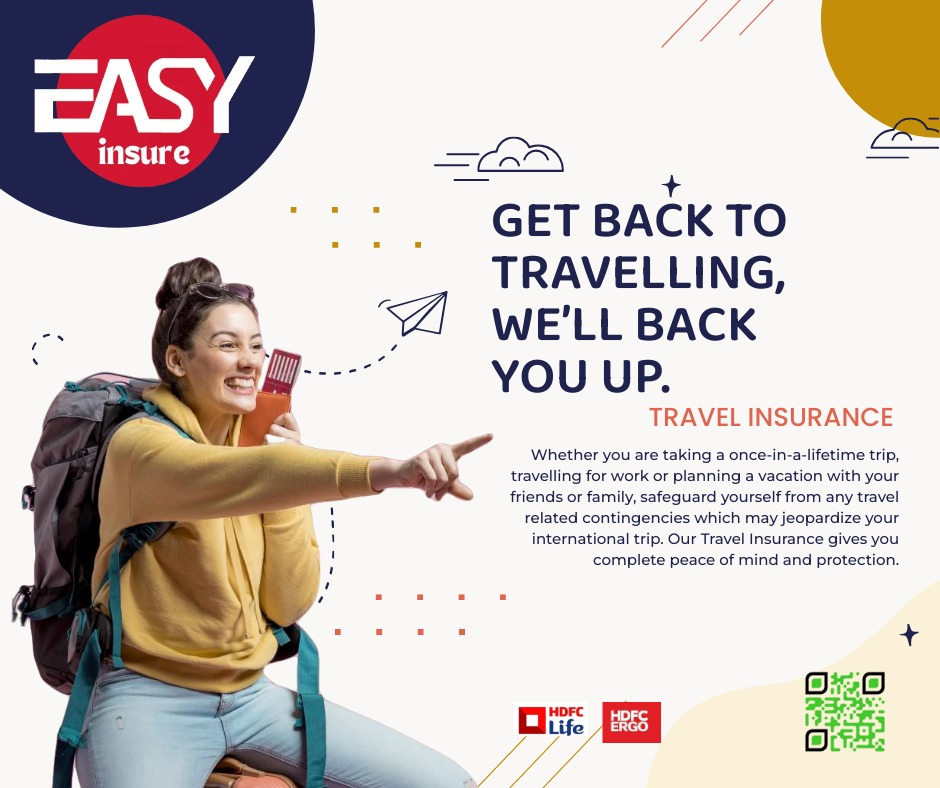 EASY
insure
GET BACK TO
TRAVELLING,
WE'LL BACK
YOU UP.
TRAVEL INSURANCE
Whether you are taking a once-in-a-lifetime trip,
travelling for work or planning a vacation with your
friends or family, safeguard yourself from any travel
related contingencies which may jeopardize your
international trip. Our Travel Insurance gives you
complete peace of mind and protection.
HDFC
Life
HDFC
ERGO